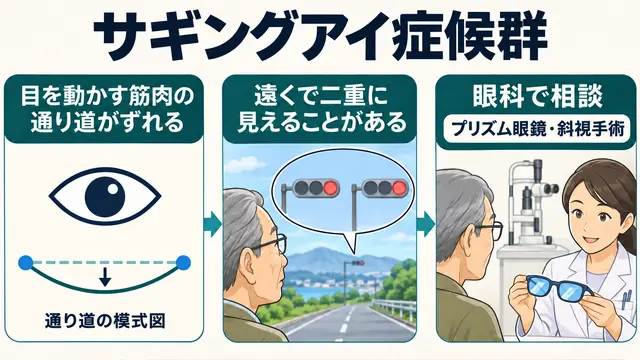 サギングアイ症候群
目を動かす筋肉の
通り道がずれる
通り道の模式図
遠くで二重に
見えることがある
眼科で相談
プリズム眼鏡・斜視手術